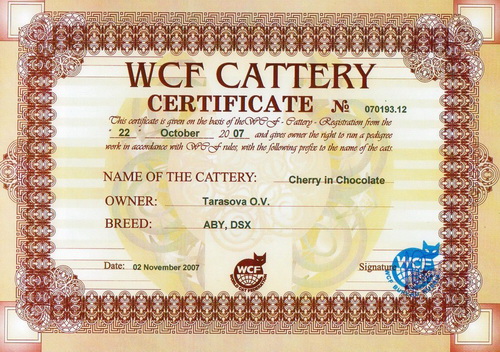 WCF CATTERY
CERTIFICATE № 070193.12
This certificate is given on the basis of the WCF - Cattery - Registration from the
22 October 2007 and gives owner the right to run a pedigree
work in accordance with WCF rules, with the following prefix to the name of the cats.
NAME OF THE CATTERY: Cherry in Chocolate
OWNER: Tarasova O.V.
BREED: ABY, DSX
Date: 02 November 2007
WCF
Signature
WCF